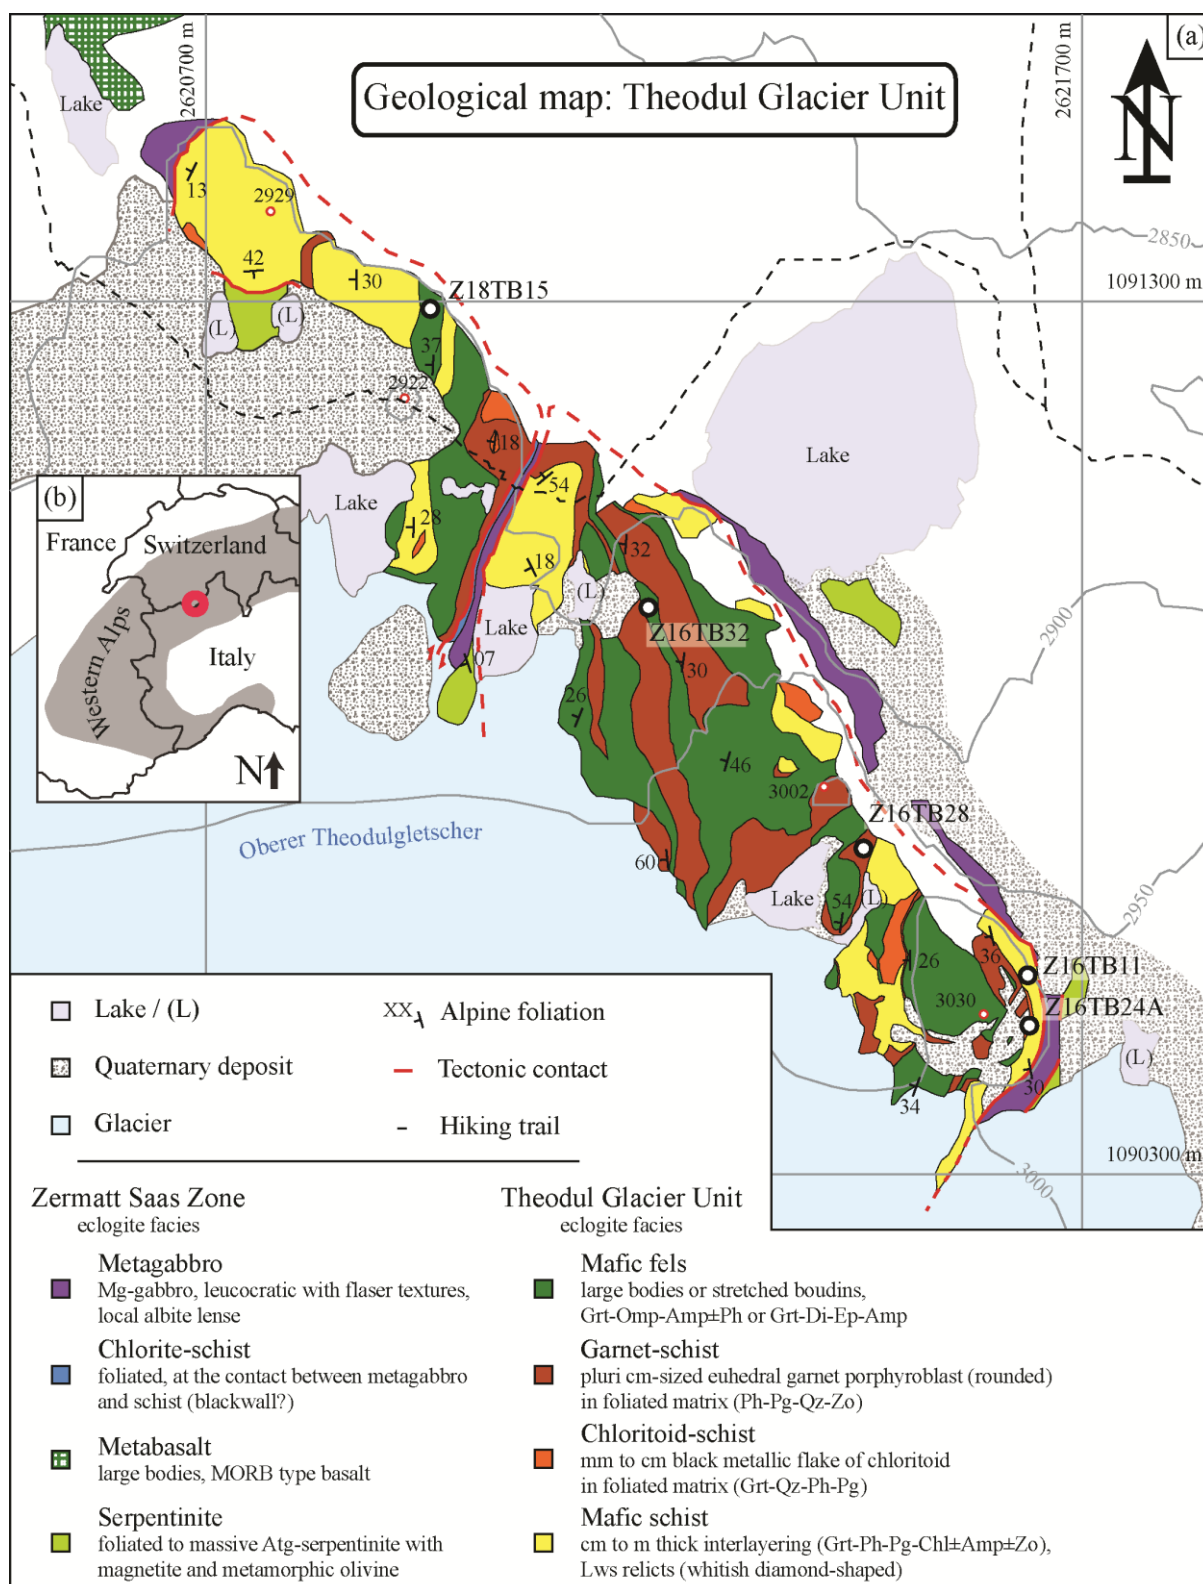 (a)
2620700 m
2621700 m
Geological map: Theodul Glacier Unit
N
Lake
2850
13
2929
42
30
1091300 m
Z18TB15
(L)
(L)
37
2922
18
Lake
54
Lake
28
32
18
(L)
2900
Lake
Z16TB32
07
30
26
46
3002
Z16TB28
60
Lake
54
(L)
2950
36
Z16TB11
26
3030
Z16TB24A
(L)
30
34
1090300 m
3000
Oberer Theodulgletscher
(b)
France
Switzerland
Western Alps
Italy
N
Lake / (L)
Quaternary deposit
Glacier
XX
Alpine foliation
Tectonic contact
Hiking trail
Zermatt Saas Zone
eclogite facies
Metagabbro
Mg-gabbro, leucocratic with flaser textures,
local albite lense
Chlorite-schist
foliated, at the contact between metagabbro
and schist (blackwall?)
Metabasalt
large bodies, MORB type basalt
Serpentinite
foliated to massive Atg-serpentinite with
magnetite and metamorphic olivine
Theodul Glacier Unit
eclogite facies
Mafic fels
large bodies or stretched boudins,
Grt-Omp-Amp±Ph or Grt-Di-Ep-Amp
Garnet-schist
pluri cm-sized euhedral garnet porphyroblast (rounded)
in foliated matrix (Ph-Pg-Qz-Zo)
Chloritoid-schist
mm to cm black metallic flake of chloritoid
in foliated matrix (Grt-Qz-Ph-Pg)
Mafic schist
cm to m thick interlayering (Grt-Ph-Pg-Chl±Amp±Zo),
Lws relicts (whitish diamond-shaped)